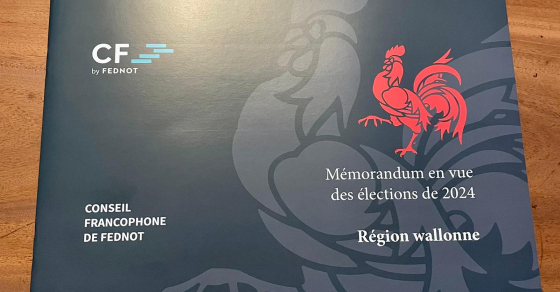 CF
by FEDNOT
Mémorandum en vue
des élections de 2024
Région wallonne
CONSEIL
FRANCOPHONE
DE FEDNOT